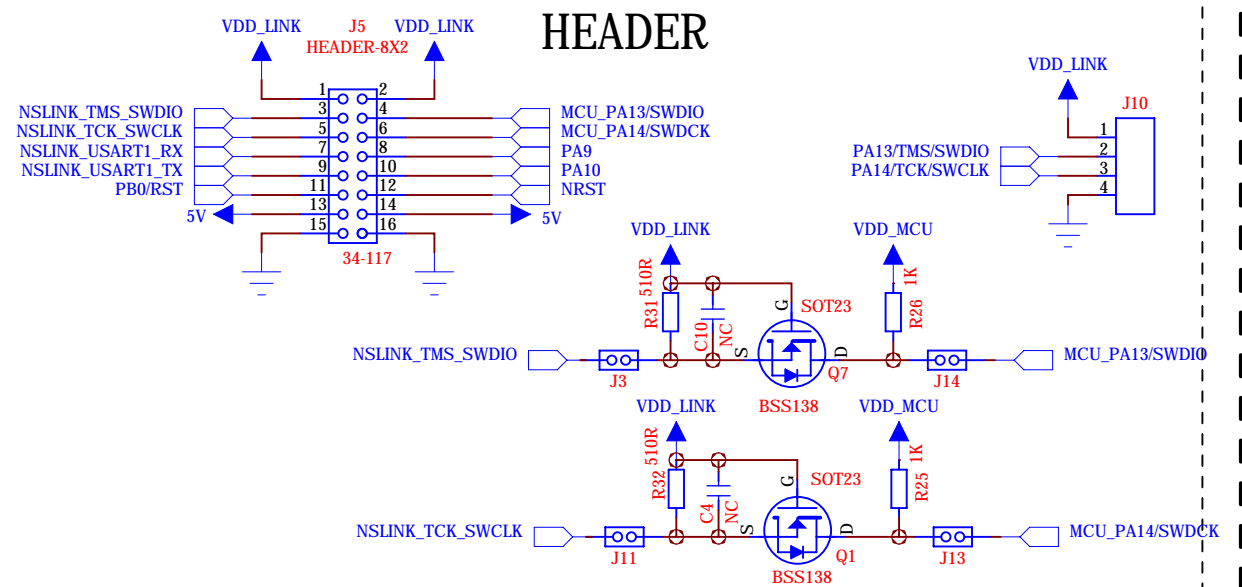 HEADER
VDD_LINK
J5
VDD_LINK
HEADER-8X2
1
2
NSLINK_TMS_SWDIO
3
4
MCU_PA13/SWDIO
NSLINK_TCK_SWCLK
5
6
MCU_PA14/SWDCK
NSLINK_USART1_RX
7
8
PA9
NSLINK_USART1_TX
9
10
PA10
PB0/RST
11
12
NRST
5V
13
14
5V
15
16
34-117
VDD_LINK
J10
1
PA13/TMS/SWDIO
2
PA14/TCK/SWCLK
3
4
VDD_LINK
VDD_MCU
R31
510R
C10
NC
G
SOT23
1K
R26
NSLINK_TMS_SWDIO
J3
S
D
Q7
BSS138
J14
MCU_PA13/SWDIO
VDD_LINK
VDD_MCU
R32
510R
C4
NC
G
SOT23
1K
R25
NSLINK_TCK_SWCLK
J11
S
D
Q1
BSS138
J13
MCU_PA14/SWDCK